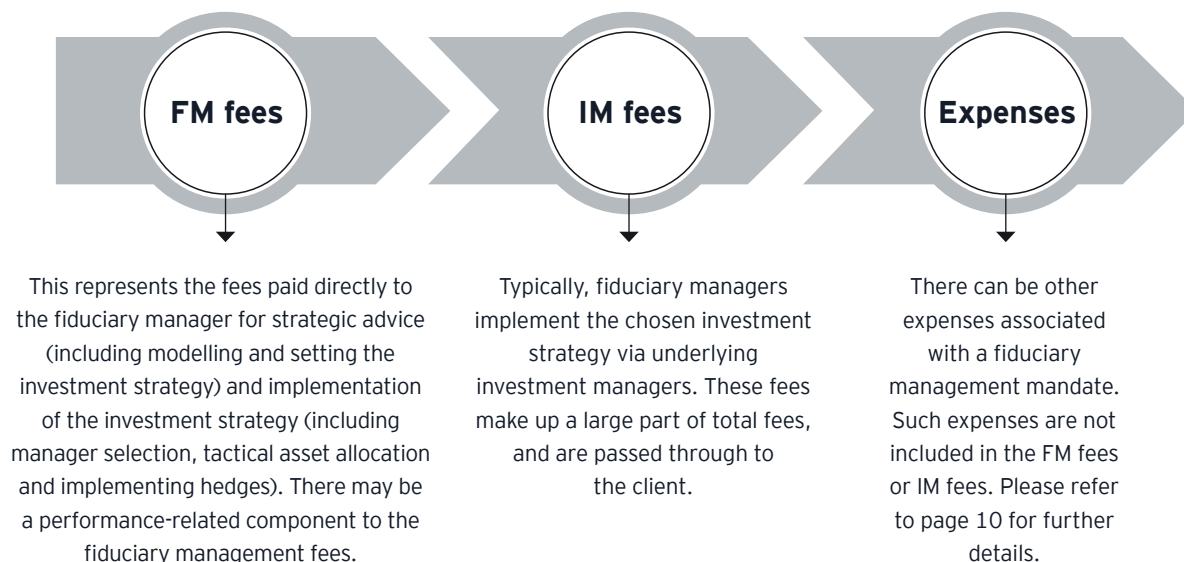 FM fees
This represents the fees paid directly to
the fiduciary manager for strategic advice
(including modelling and setting the
investment strategy) and implementation
of the investment strategy (including
manager selection, tactical asset allocation
and implementing hedges). There may be
a performance-related component to the
fiduciary management fees.
IM fees
Typically, fiduciary managers
implement the chosen investment
strategy via underlying
investment managers. These fees
make up a large part of total fees,
and are passed through to
the client.
Expenses
There can be other
expenses associated
with a fiduciary
management mandate.
Such expenses are not
included in the FM fees
or IM fees. Please refer
to page 10 for further
details.